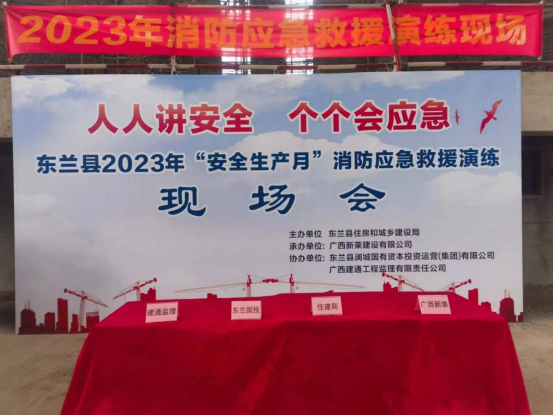 2023年消防应急救援演练现场
人人讲安全 个个会应急
东兰县2023年“安全生产月”消防应急救援演练
现场会
主办单位 东兰县住房和城乡建设局
承办单位: 广西新莱建设有限公司
协办单位: 东兰县澜城国有资本投资运营(集团)有限公司
广西建通工程监理有限责任公司
建通监理 东兰国投 住建局 广西新莱